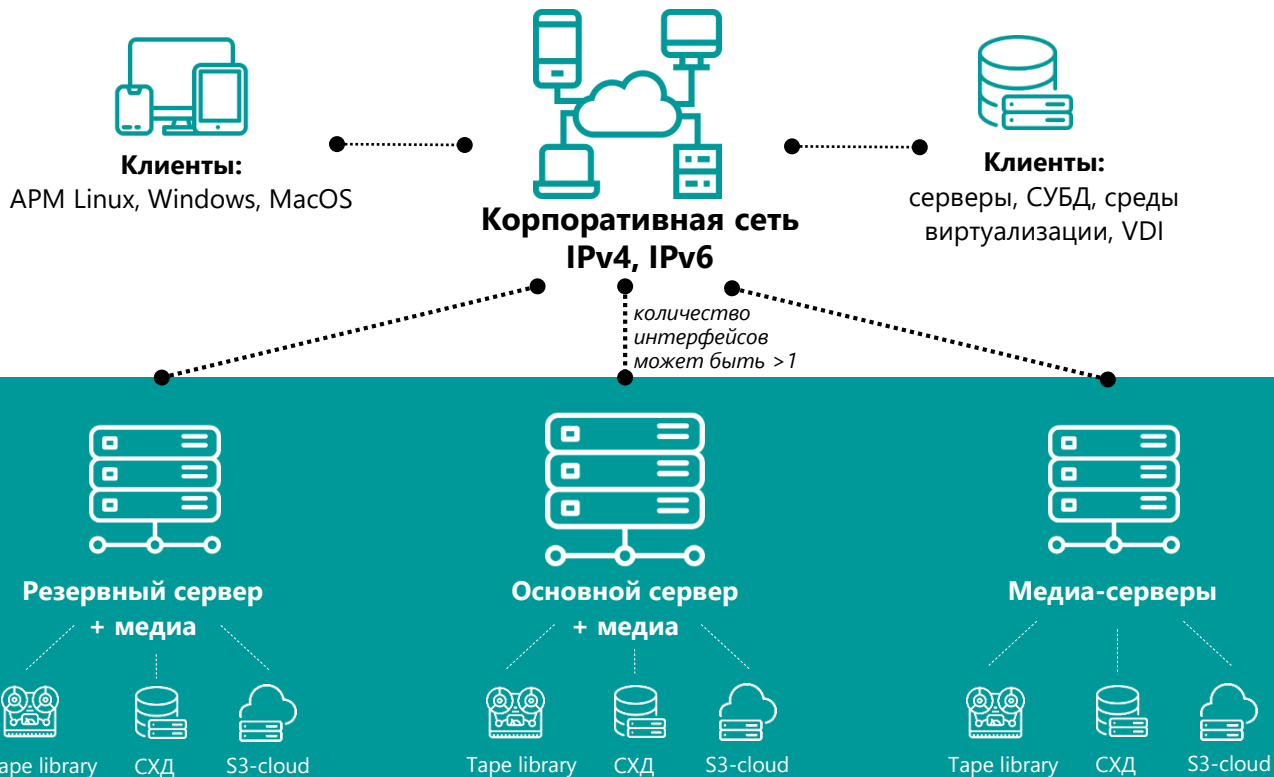 Клиенты:
АРМ Linux, Windows, MacOS
Корпоративная сеть
IPv4, IPv6
Клиенты:
серверы, СУБД, среды
виртуализации, VDI
количество
интерфейсов
может быть >1
Резервный сервер
+ медиа
Основной сервер
+ медиа
Медиа-серверы
ape library
СХД
S3-cloud
Tape library
СХД
S3-cloud
Tape library
СХД
S3-cloud